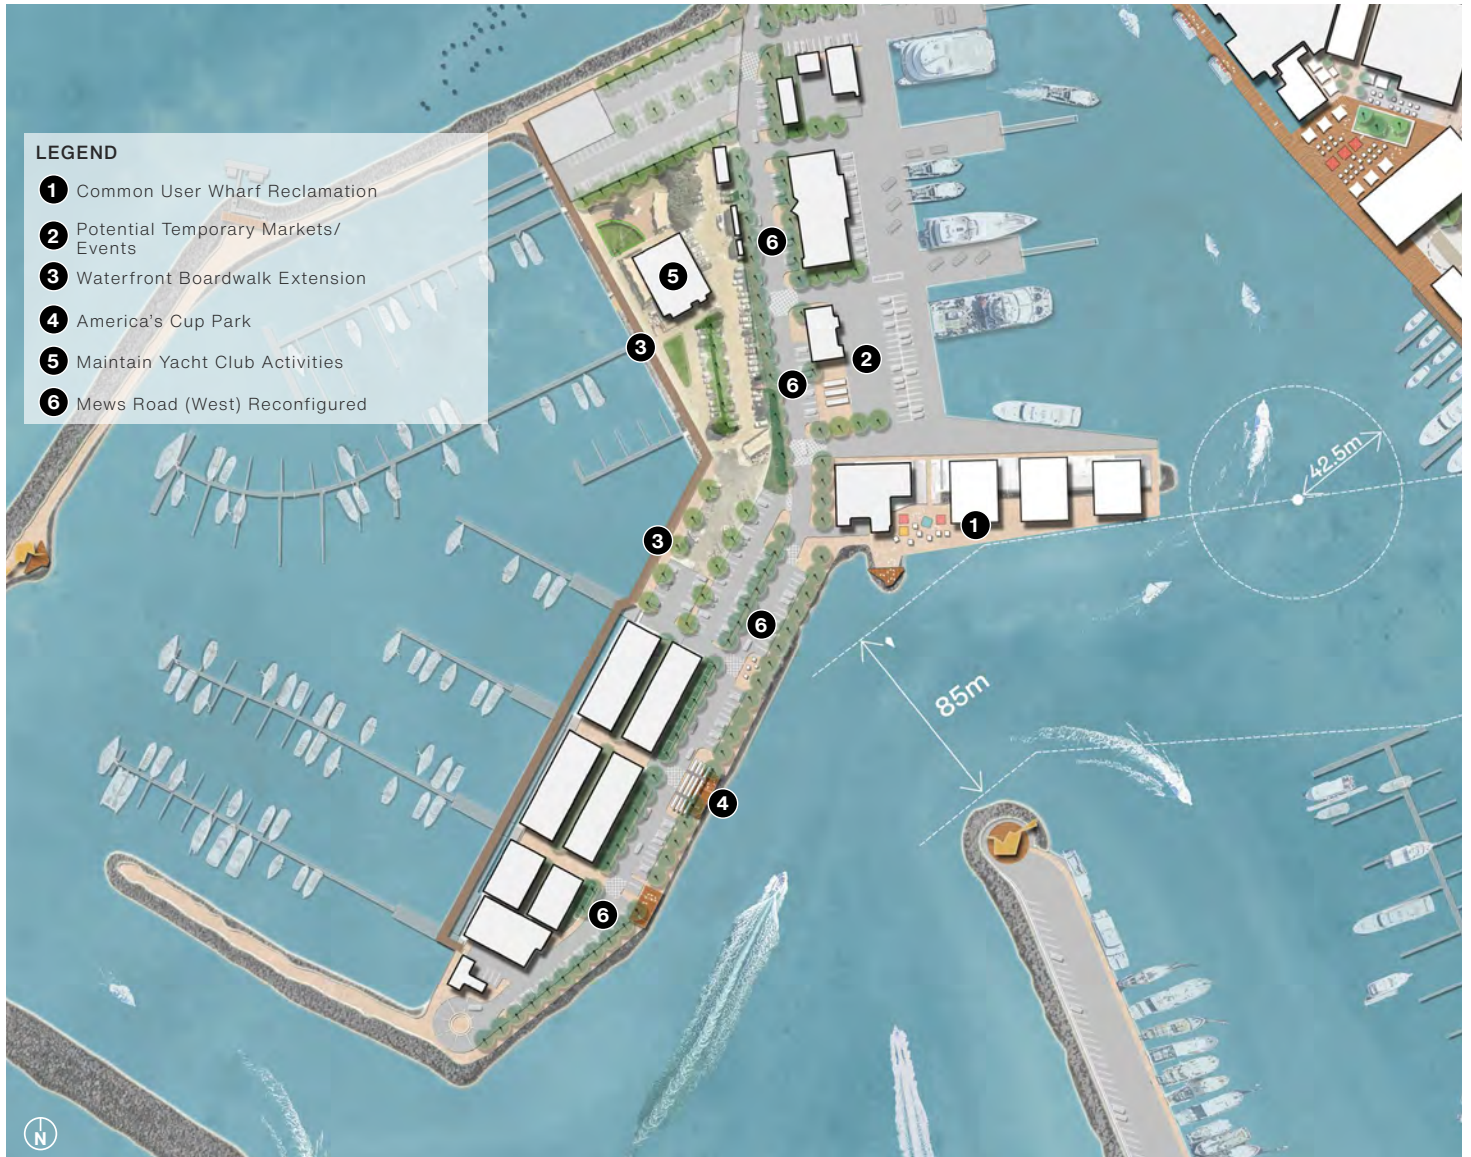 LEGEND
1 Common User Wharf Reclamation
2 Potential Temporary Markets/
Events
3 Waterfront Boardwalk Extension
4 America's Cup Park
5 Maintain Yacht Club Activities
6 Mews Road (West) Reconfigured
6
5
3
2
6
42.5m
1
3
6
85m
4
6
N